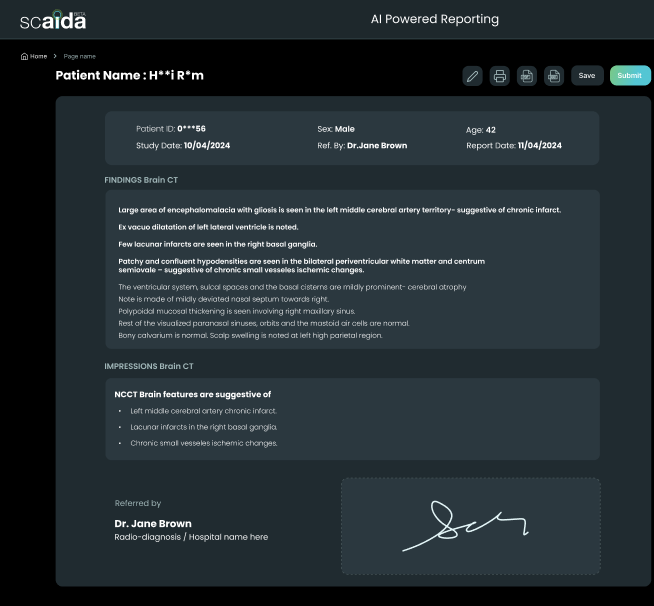 scaida BETA
AI Powered Reporting
Home > Page name
Patient Name : H**i R*m
Save
Submit
Patient ID: 0***56
Sex: Male
Age: 42
Study Date: 10/04/2024
Ref. By: Dr.Jane Brown
Report Date: 11/04/2024
FINDINGS Brain CT
Large area of encephalomalacia with gliosis is seen in the left middle cerebral artery territory- suggestive of chronic infarct.
Ex vacuo dilatation of left lateral ventricle is noted.
Few lacunar infarcts are seen in the right basal ganglia.
Patchy and confluent hypodensities are seen in the bilateral periventricular white matter and centrum
semiovale – suggestive of chronic small vesseles ischemic changes.
The ventricular system, sulcal spaces and the basal cisterns are mildly prominent- cerebral atrophy
Note is made of mildly deviated nasal septum towards right.
Polypoidal mucosal thickening is seen involving right maxillary sinus.
Rest of the visualized paranasal sinuses, orbits and the mastoid air cells are normal.
Bony calvarium is normal. Scalp swelling is noted at left high parietal region.
IMPRESSIONS Brain CT
NCCT Brain features are suggestive of
• Left middle cerebral artery chronic infarct.
• Lacunar infarcts in the right basal ganglia.
• Chronic small vesseles ischemic changes.
Referred by
Dr. Jane Brown
Radio-diagnosis / Hospital name here